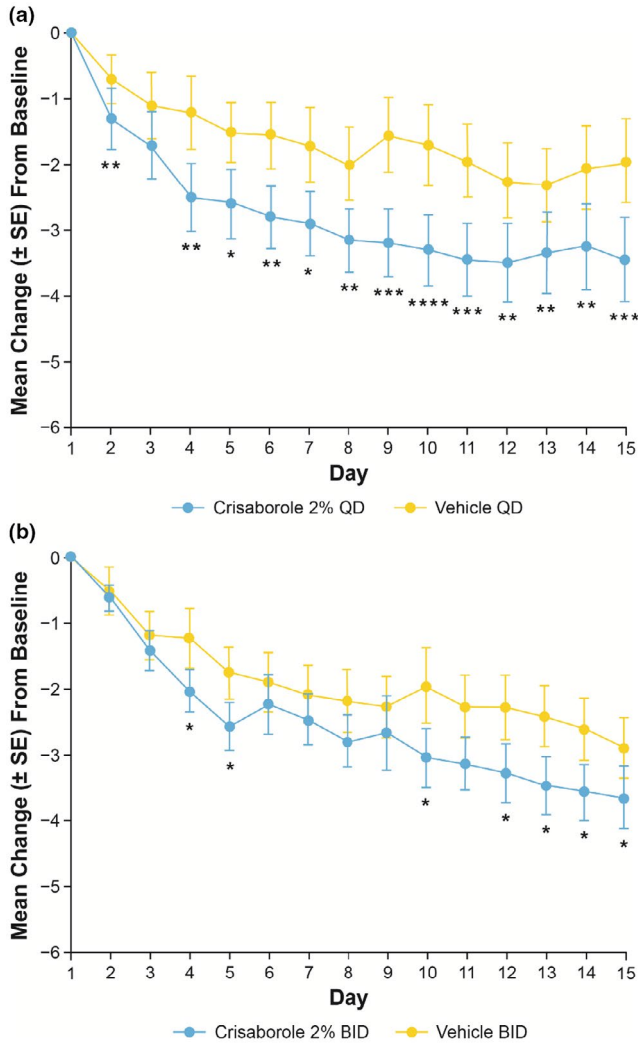 (a)
Mean Change (± SE) From Baseline
0
−1
−2
−3
−4
−5
−6
** ** * ** * ** *** **** *** ** ** ** ***
1 2 3 4 5 6 7 8 9 10 11 12 13 14 15
Day
Crisaborole 2% QD Vehicle QD
(b)
Mean Change (± SE) From Baseline
0
−1
−2
−3
−4
−5
−6
* * * * * * *
1 2 3 4 5 6 7 8 9 10 11 12 13 14 15
Day
Crisaborole 2% BID Vehicle BID